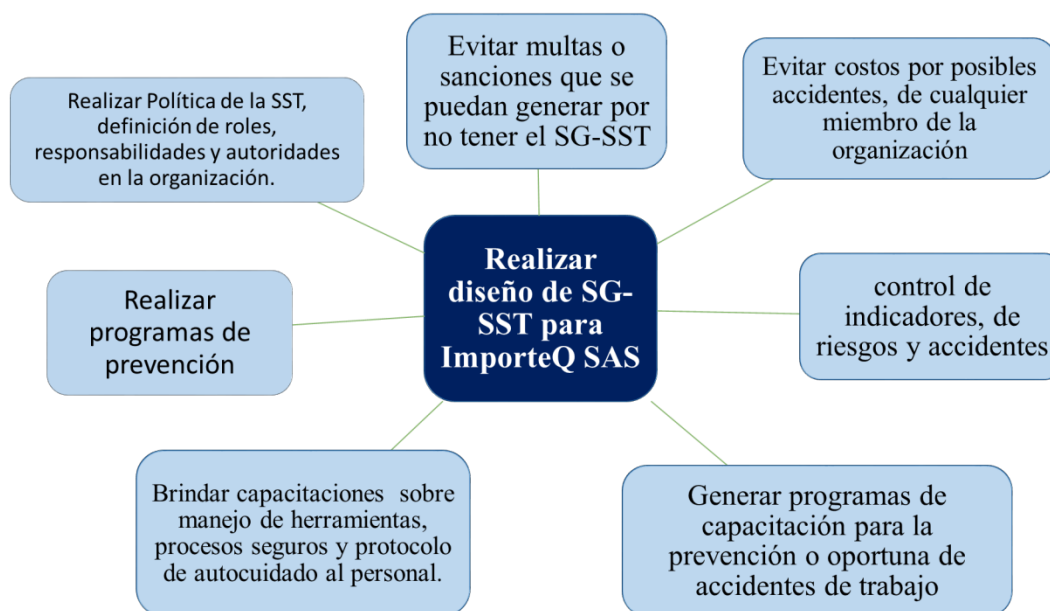 Evitar multas o
sanciones que se
puedan generar por
no tener el SG-SST
Evitar costos por posibles
accidentes, de cualquier
miembro de la
organización
Realizar Política de la SST,
definición de roles,
responsabilidades y autoridades
en la organización.
Realizar
diseño de SG-
SST para
ImporteQ SAS
Realizar
programas de
prevención
control de
indicadores, de
riesgos y accidentes
Brindar capacitaciones sobre
manejo de herramientas,
procesos seguros y protocolo
de autocuidado al personal.
Generar programas de
capacitación para la
prevención o oportuna de
accidentes de trabajo